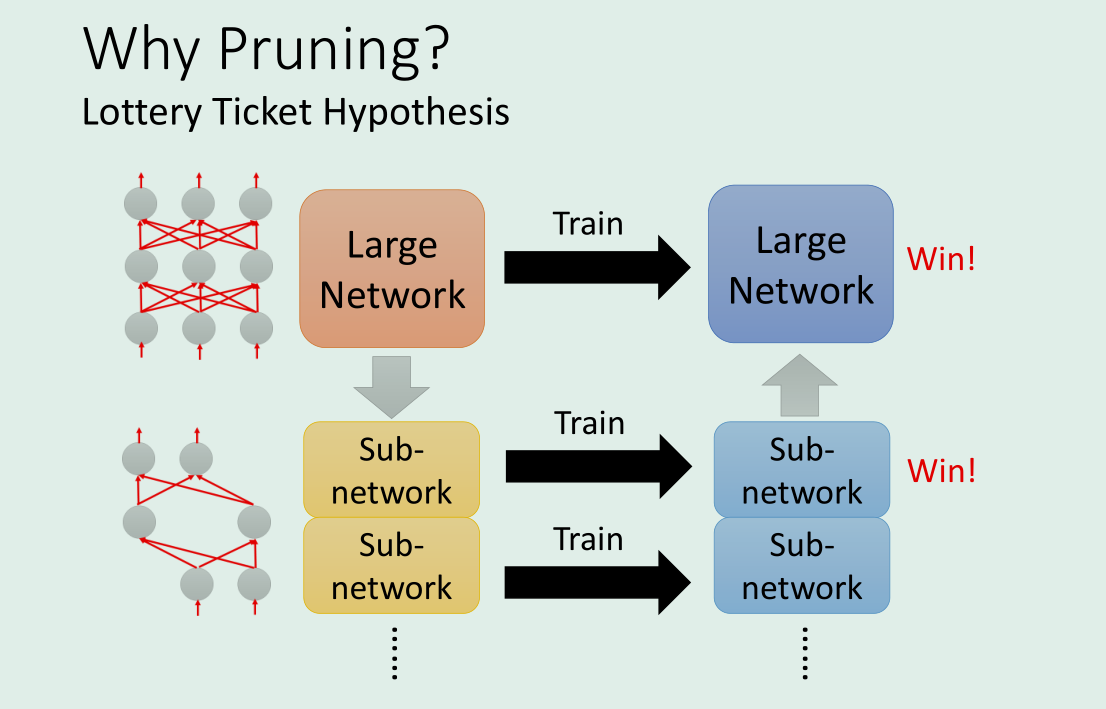 Why Pruning?
Lottery Ticket Hypothesis
Large
Network
Train
Large
Network
Win!
Sub-
network
Train
Sub-
network
Win!
Sub-
network
Train
Sub-
network